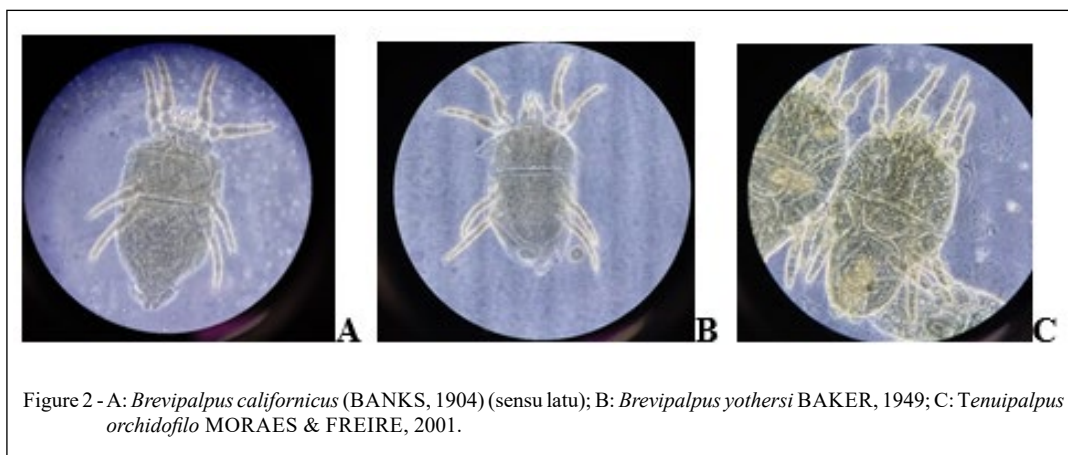 A
B
C
Figure 2 - A: Brevipalpus californicus (BANKS, 1904) (sensu latu); B: Brevipalpus yothersi BAKER, 1949; C: Tenuipalpus
orchidofilo MORAES & FREIRE, 2001.